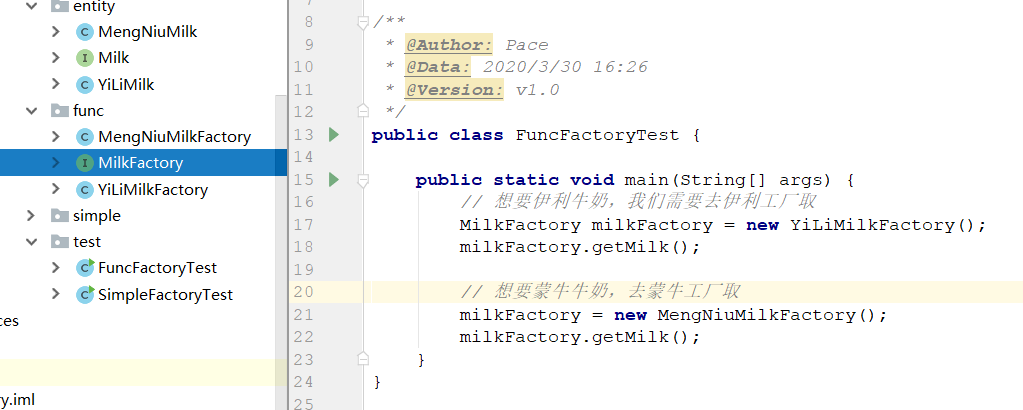 entity
C MengNiuMilk
I Milk
C YiLiMilk
func
C MengNiuMilkFactory
I MilkFactory
C YiLiMilkFactory
simple
test
C FuncFactoryTest
C SimpleFactoryTest
ces
y.iml
8 /**
9 * @Author: Pace
10 * @Data: 2020/3/30 16:26
11 * @Version: v1.0
12 */
13 public class FuncFactoryTest {
14
15 public static void main(String[] args) {
16 // 想要伊利牛奶，我们需要去伊利工厂取
17 MilkFactory milkFactory = new YiLiMilkFactory();
18 milkFactory.getMilk();
19
20 // 想要蒙牛牛奶，去蒙牛工厂取
21 milkFactory = new MengNiuMilkFactory();
22 milkFactory.getMilk();
23 }
24 }
25